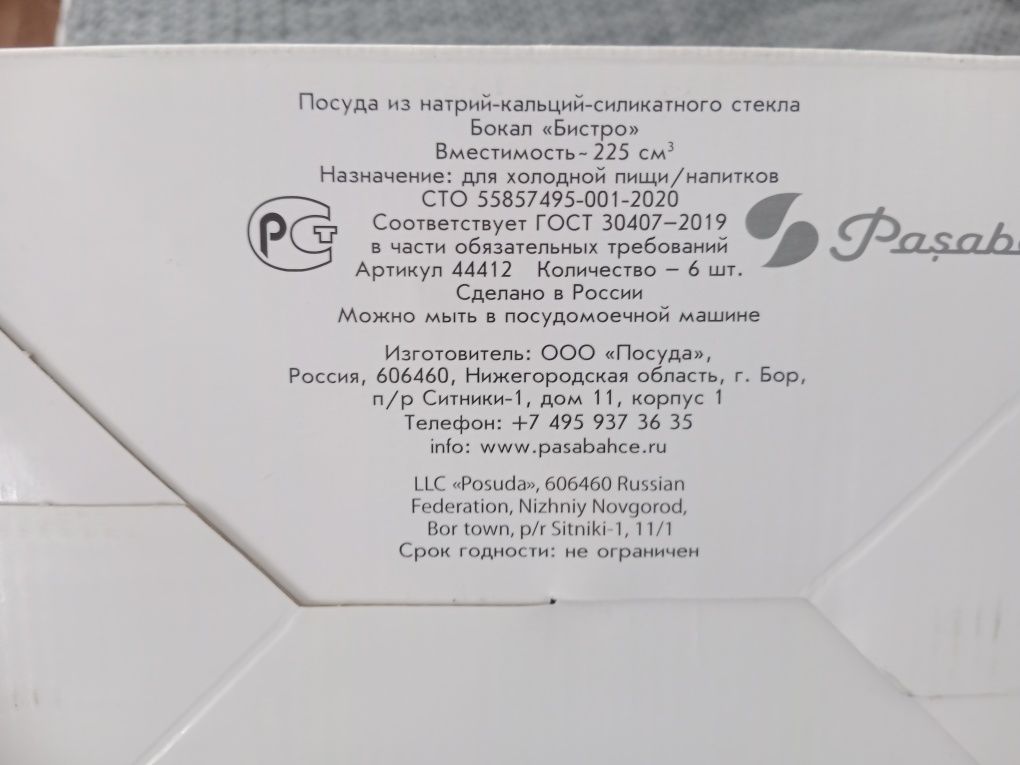 Посуда из натрий-кальций-силикатного стекла
Бокал «Бистро»
Вместимость~225 см³
Назначение: для холодной пищи/напитков
СТО 55857495-001-2020
Соответствует ГОСТ 30407–2019
в части обязательных требований
Артикул 44412 Количество – 6 шт.
Сделано в России
Можно мыть в посудомоечной машине
РСТ
Изготовитель: ООО «Посуда»,
Россия, 606460, Нижегородская область, г. Бор,
п/р Ситники-1, дом 11, корпус 1
Телефон: +7 495 937 36 35
info: www.pasabahce.ru
LLC «Posuda», 606460 Russian
Federation, Nizhniy Novgorod,
Bor town, p/r Sitniki-1, 11/1
Срок годности: не ограничен